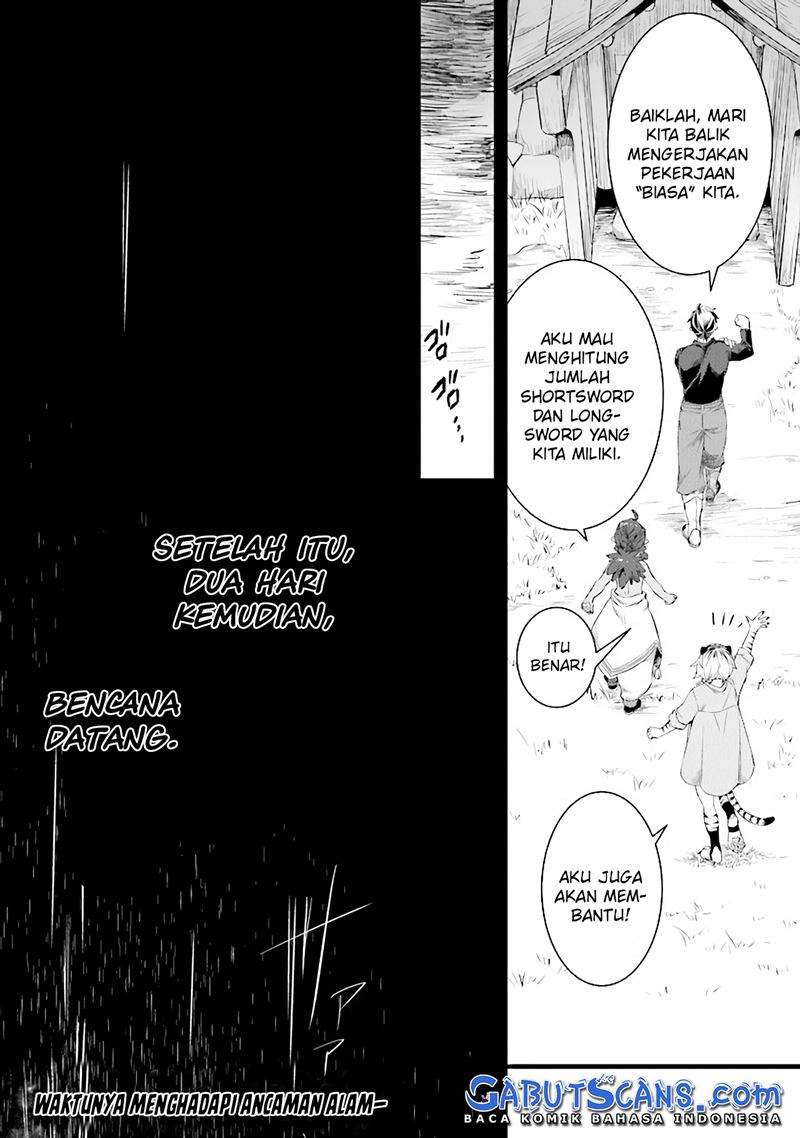 BAIKLAH, MARI
KITA BALIK
MENGERJAKAN
PEKERJAAN
"BIASA" KITA.
AKU MAU
MENGHITUNG
JUMLAH
SHORTSWORD
DAN LONG-
SWORD YANG
KITA MILIKI.
ITU
BENAR!
AKU JUGA
AKAN MEM-
BANTU!
ゴロ
ゴロ…
SETELAH ITU,
DUA HARI
KEMUDIAN,
BENCANA
DATANG.
ザアア
WAKTUNYA MENGHADAPI ANCAMAN ALAM-
GABUTSCANS.COM
BACA KOMIK BAHASA INDONESIA